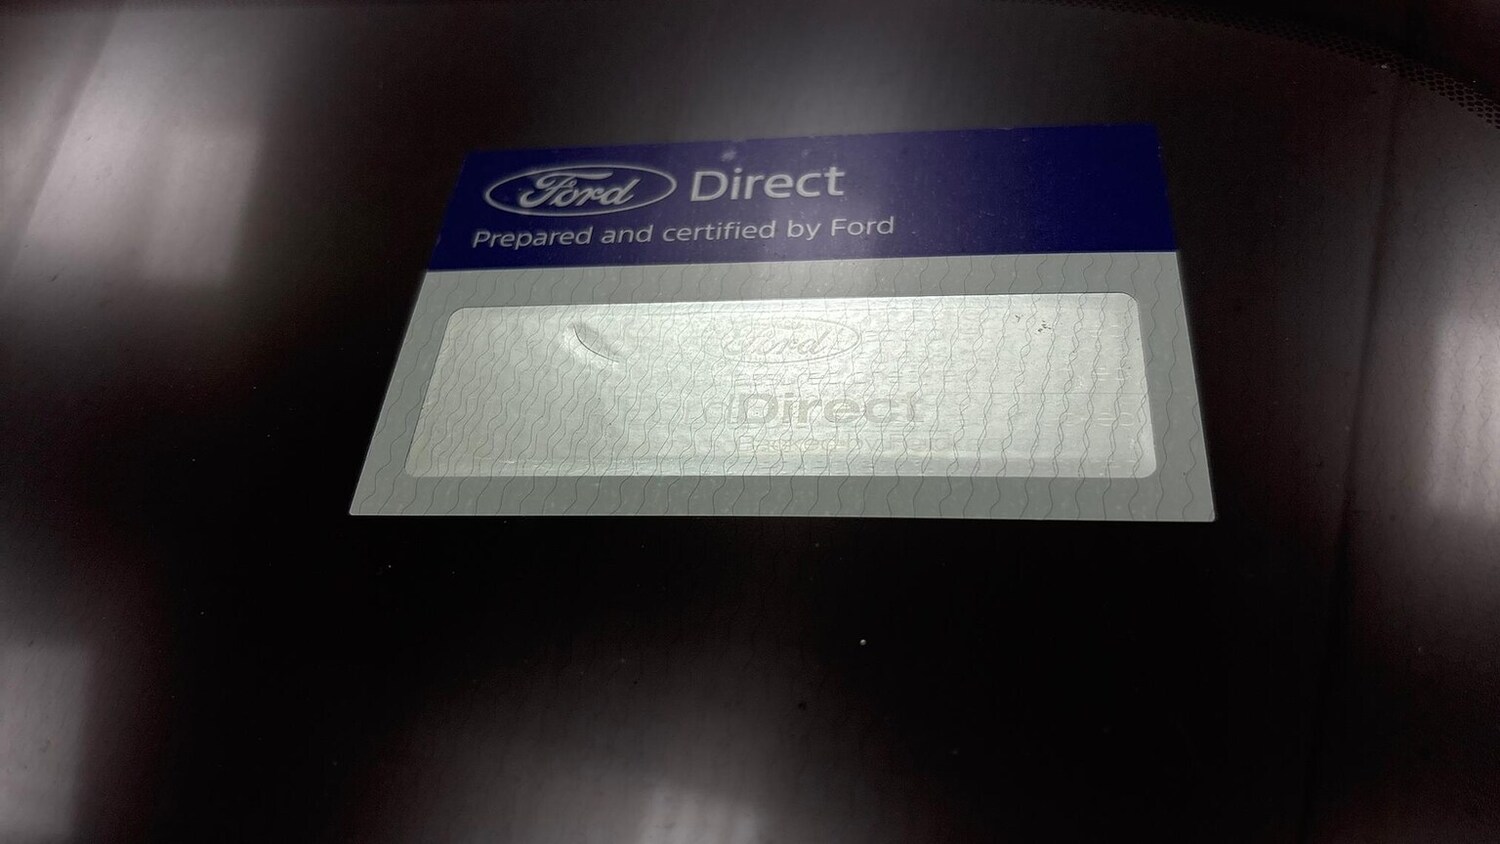 Ford Direct
Prepared and certified by Ford
Ford
Direct